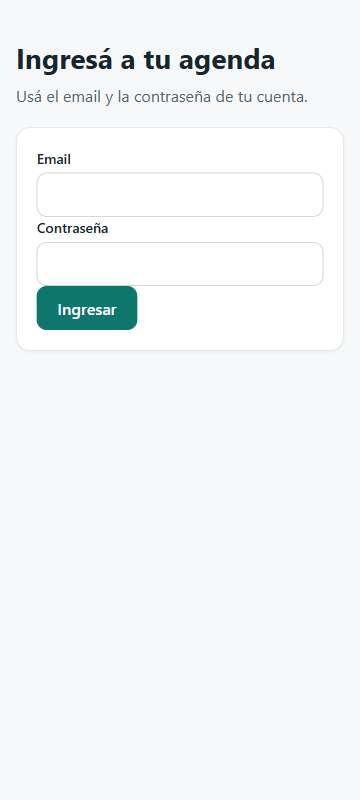 Ingresá a tu agenda
Usá el email y la contraseña de tu cuenta.
Email
Contraseña
Ingresar